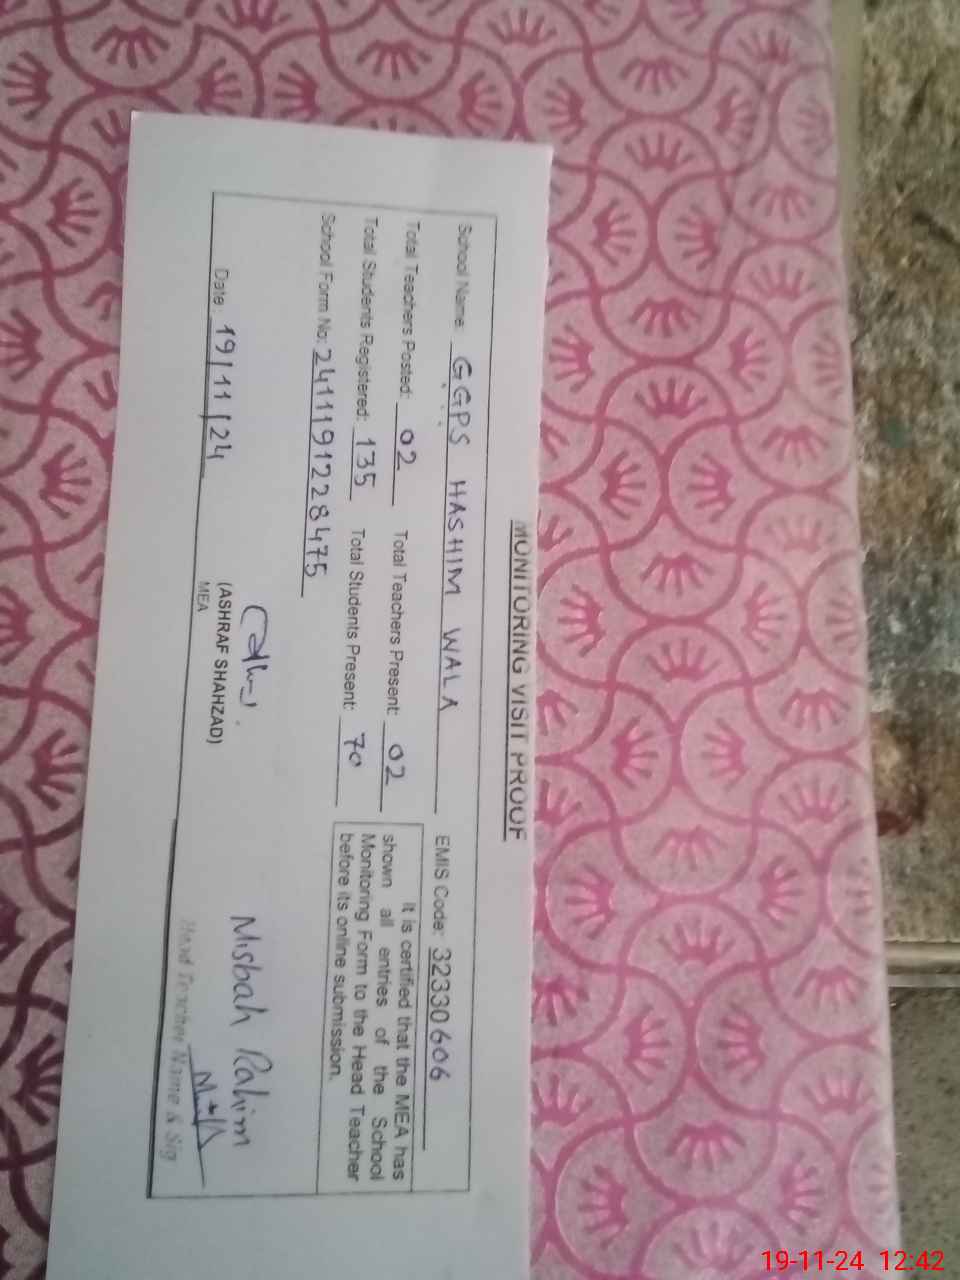 MONITORING VISIT PROOF
School Name: GGPS HASHIM WALA EMIS Code: 32330606
Total Teachers Posted: 02 Total Teachers Present: 02
Total Students Registered: 135 Total Students Present: 70
School Form No: 2411191228475
It is certified that the MEA has
shown all entries of the School
Monitoring Form to the Head Teacher
before its online submission.
Date: 19/11/24
(ASHRAF SHAHZAD)
MEA
Misbah Rahim
Head Teacher Name & Sig
19-11-24 12:42